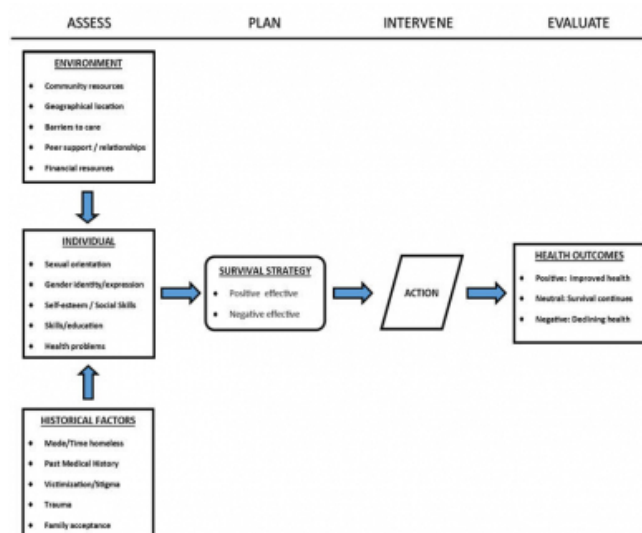 ASSESS PLAN INTERVENE EVALUATE
ENVIRONMENT
♦ Community resources
♦ Geographical location
♦ Barriers to care
♦ Peer support / relationships
♦ Financial resources
INDIVIDUAL
♦ Sexual orientation
♦ Gender identity/expression
♦ Self-esteem / Social Skills
♦ Skills/education
♦ Health problems
HISTORICAL FACTORS
♦ Mode/Time homeless
♦ Past Medical History
♦ Victimization/Stigma
♦ Trauma
♦ Family acceptance
SURVIVAL STRATEGY
♦ Positive effective
♦ Negative effective
ACTION
HEALTH OUTCOMES
♦ Positive: Improved health
♦ Neutral: Survival continues
♦ Negative: Declining health